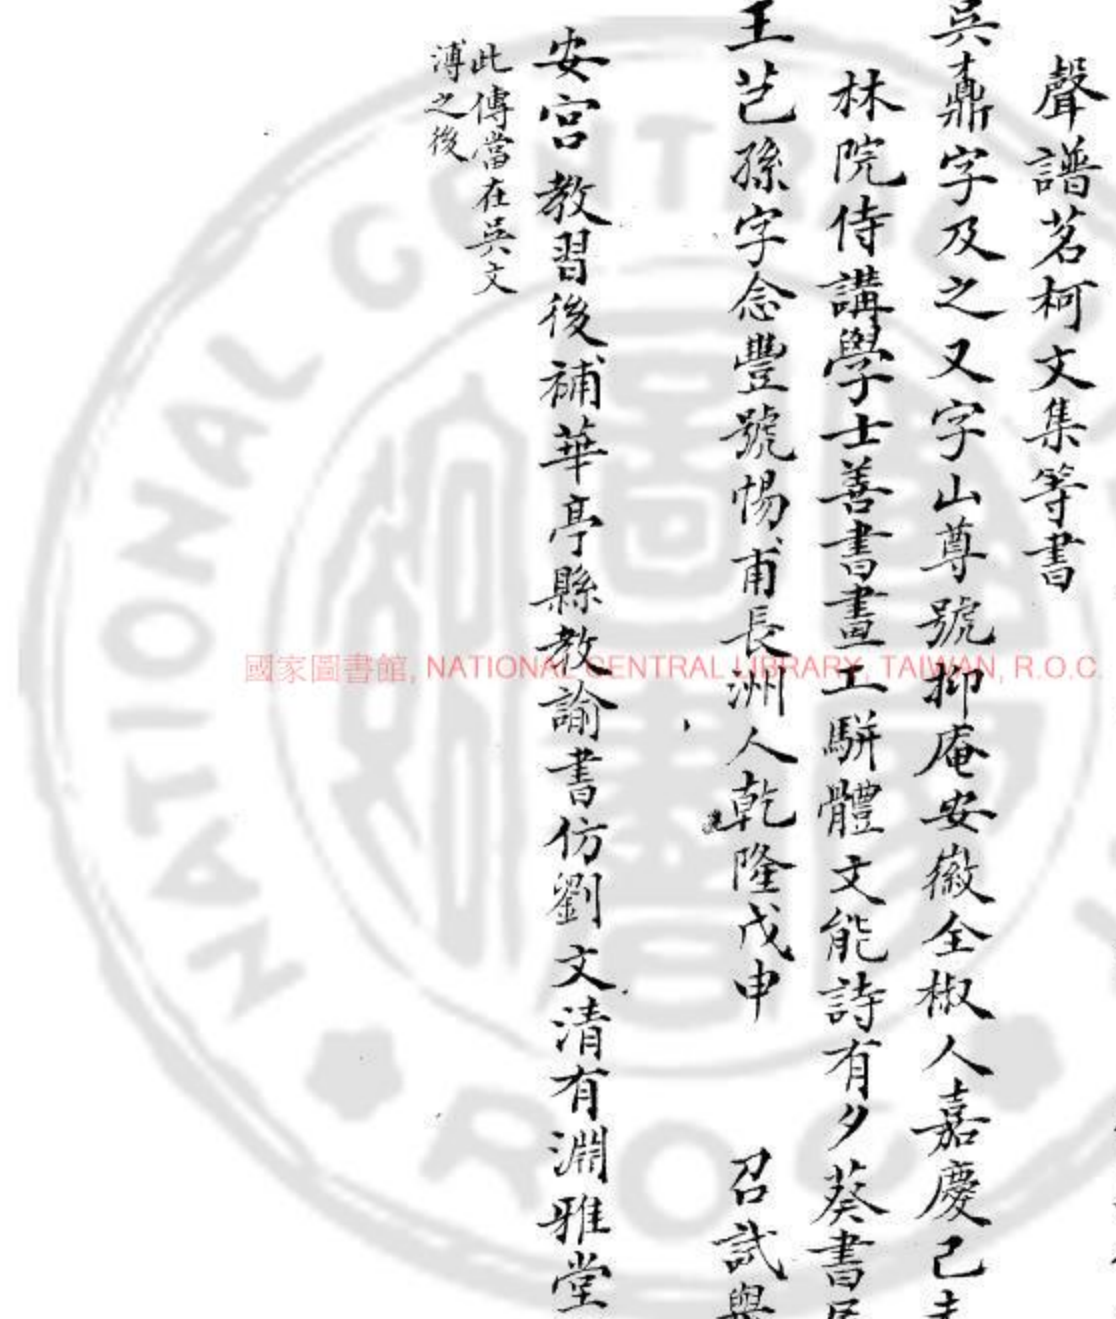 聲譜茗柯文集等書
吳鼒字及之又字山尊號抑庵安徽全椒人嘉慶己未
林院侍講學士善書畫工駢體文能詩有夕葵書
王芑孫字念豐號惕甫長洲人乾隆戊申 召試舉
安宮教習後補華亭縣教諭書仿劉文清有淵雅堂
此傳當在吳文
溥之後
國家圖書館, NATIONAL CENTRAL LIBRARY, TAIWAN, R.O.C.
NATIONAL CENTR
R O C